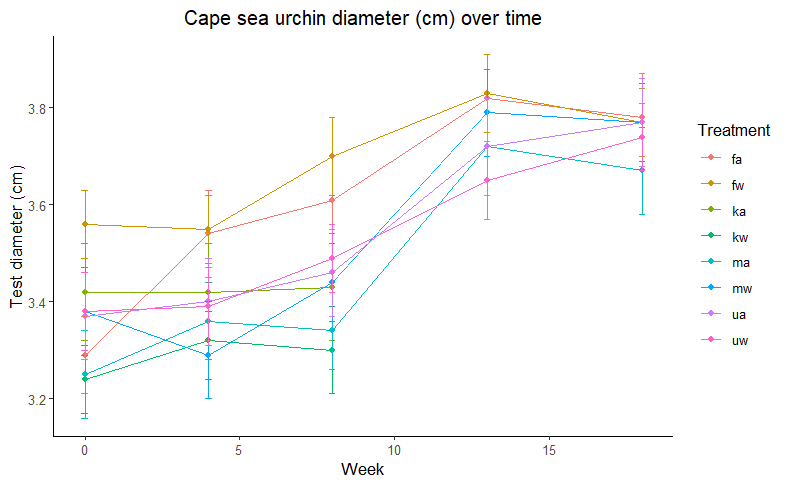 Cape sea urchin diameter (cm) over time
Test diameter (cm)
3.8
3.6
3.4
3.2
0 5 10 15
Week
Treatment
fa
fw
ka
kw
ma
mw
ua
uw